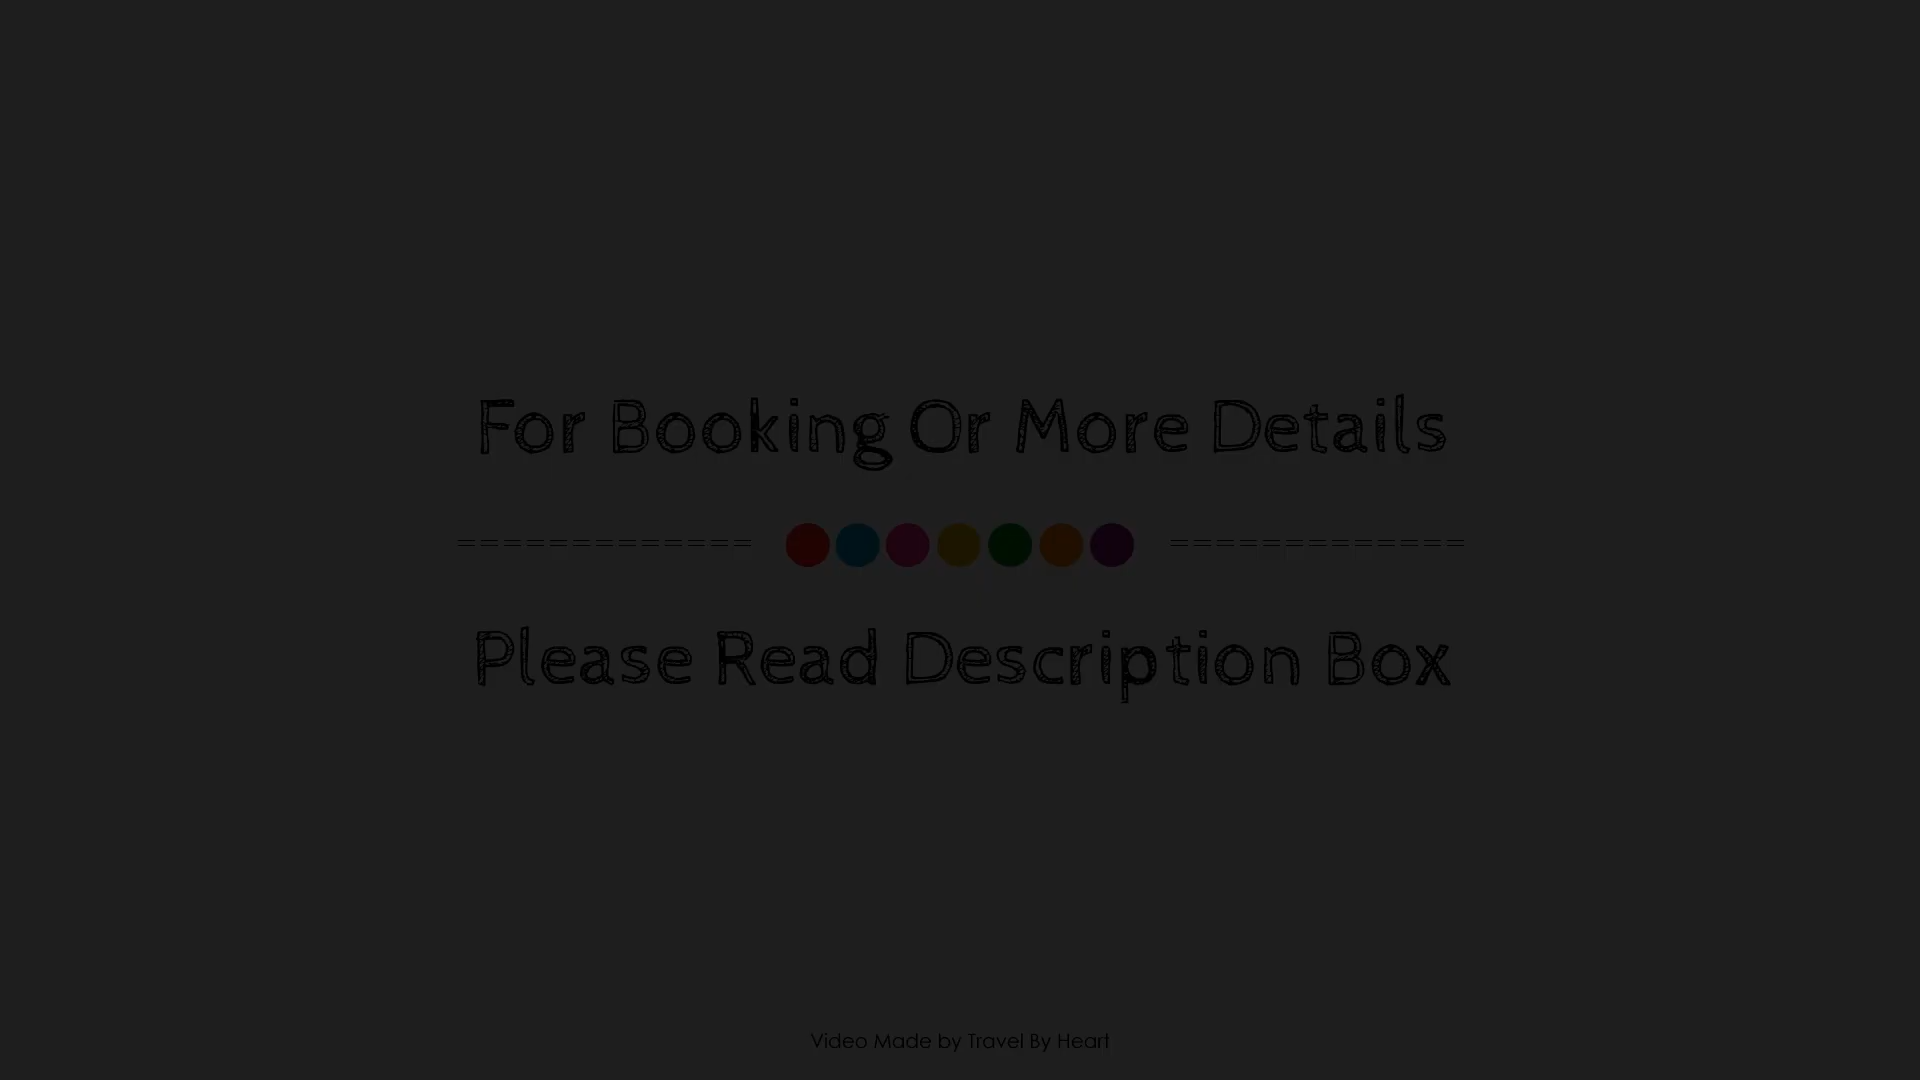 For Booking Or More Details
============= =============
Please Read Description Box
Video Made by Travel By Heart